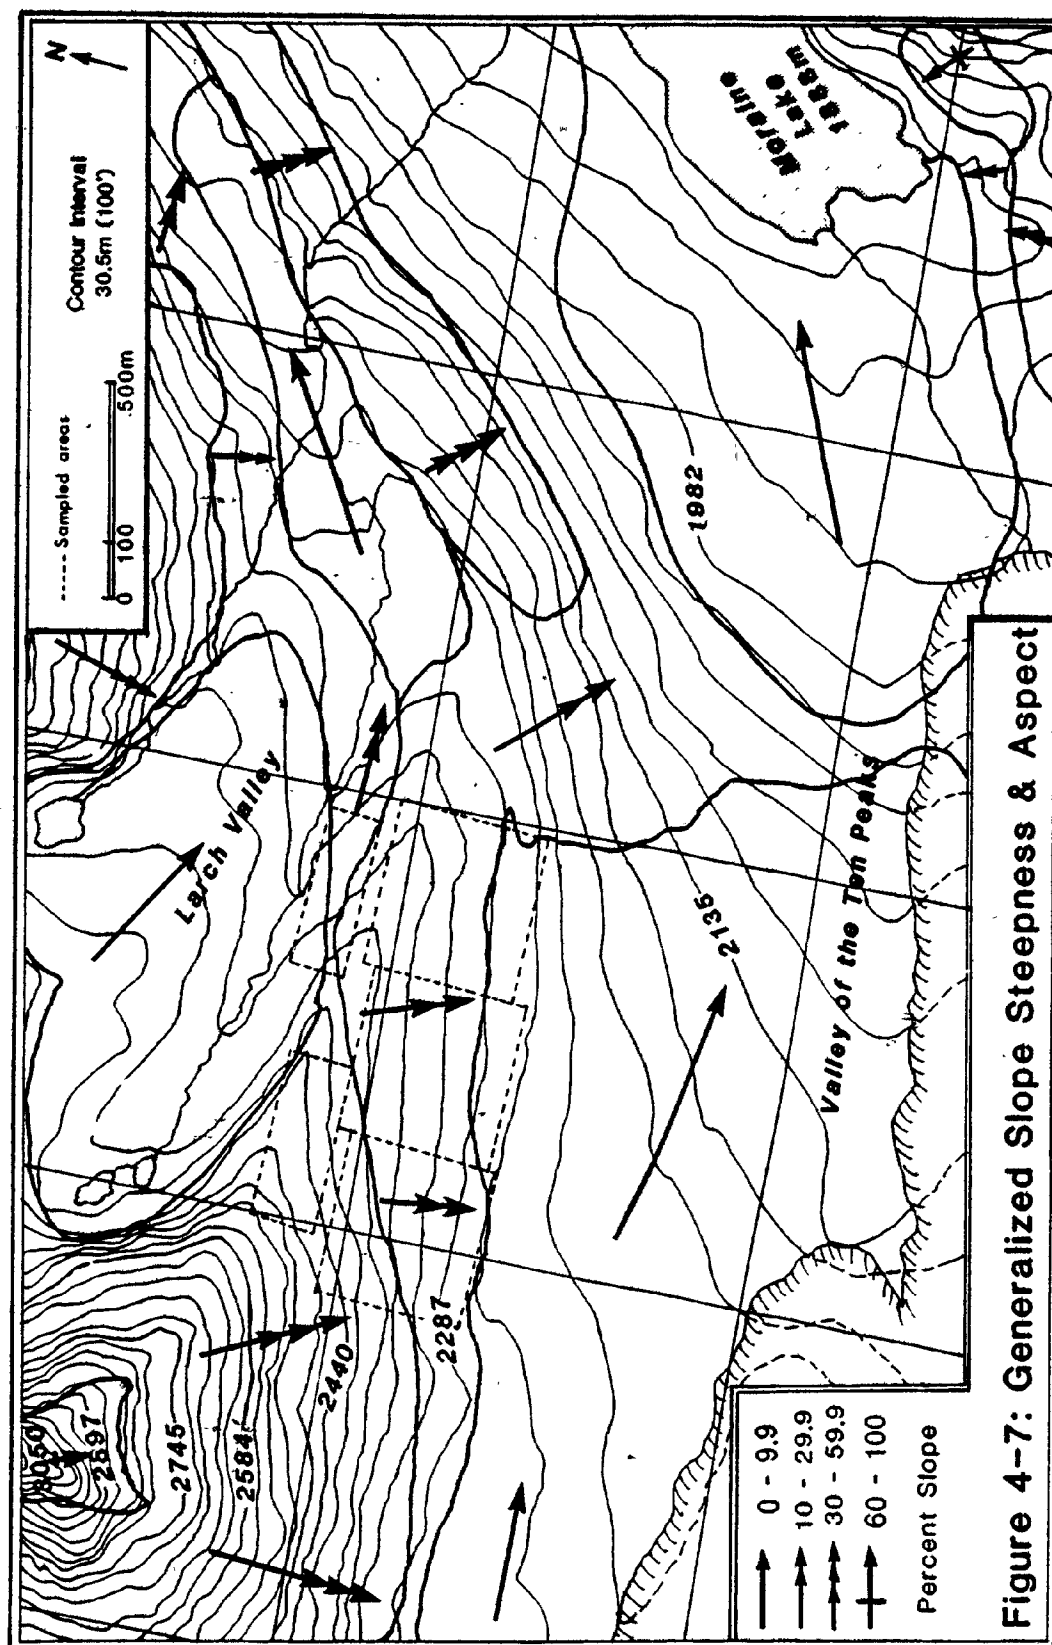 N
Contour Interval
30.5m (100')
----- Sampled areas
0 100 500m
Larch Valley
Moraine
Lake
1888m
3050
2597
2745
2584
2440
2287
2135
1982
Valley of the Ten Peaks
0 - 9.9
10 - 29.9
30 - 59.9
60 - 100
Percent Slope
Figure 4-7: Generalized Slope Steepness & Aspect